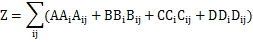 Z = ∑_{ij} (AA_i A_{ij} + BB_i B_{ij} + CC_i C_{ij} + DD_i D_{ij})